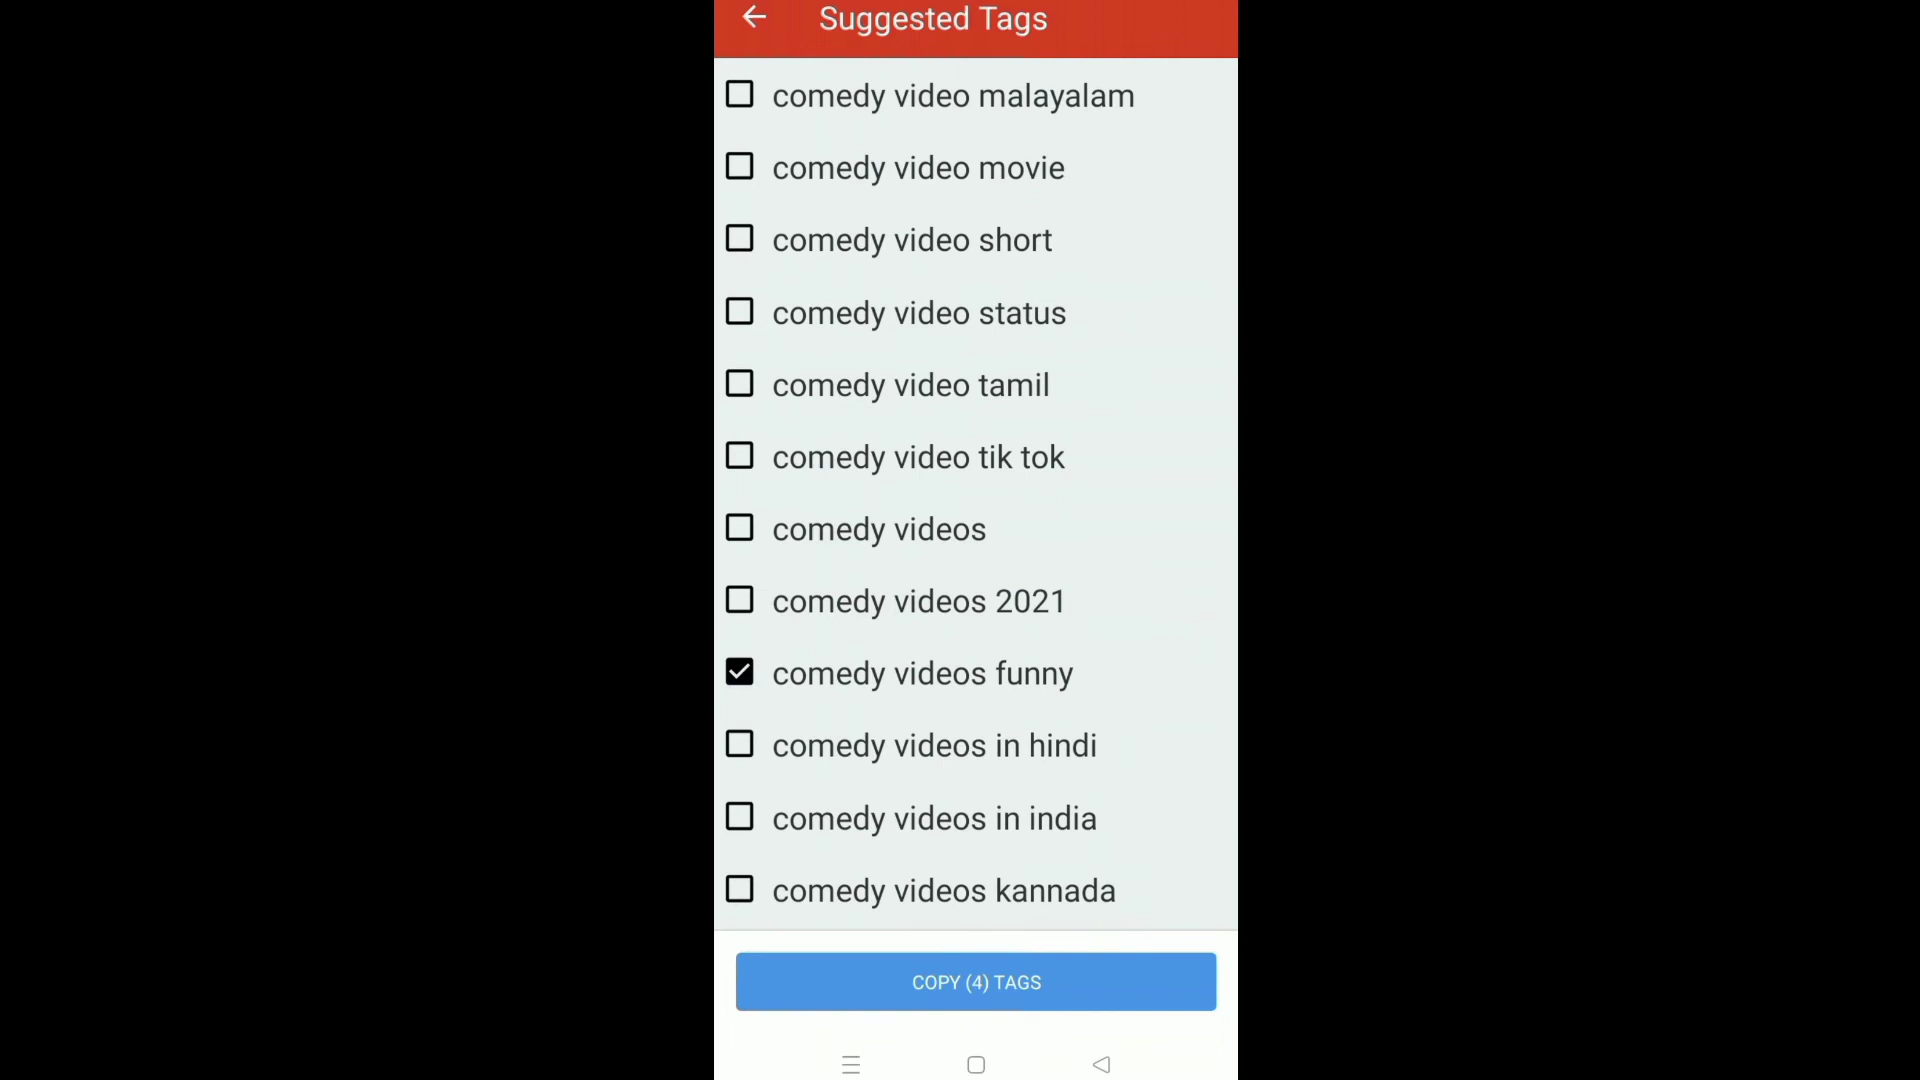 Suggested Tags
comedy video malayalam
comedy video movie
comedy video short
comedy video status
comedy video tamil
comedy video tik tok
comedy videos
comedy videos 2021
comedy videos funny
comedy videos in hindi
comedy videos in india
comedy videos kannada
COPY (4) TAGS